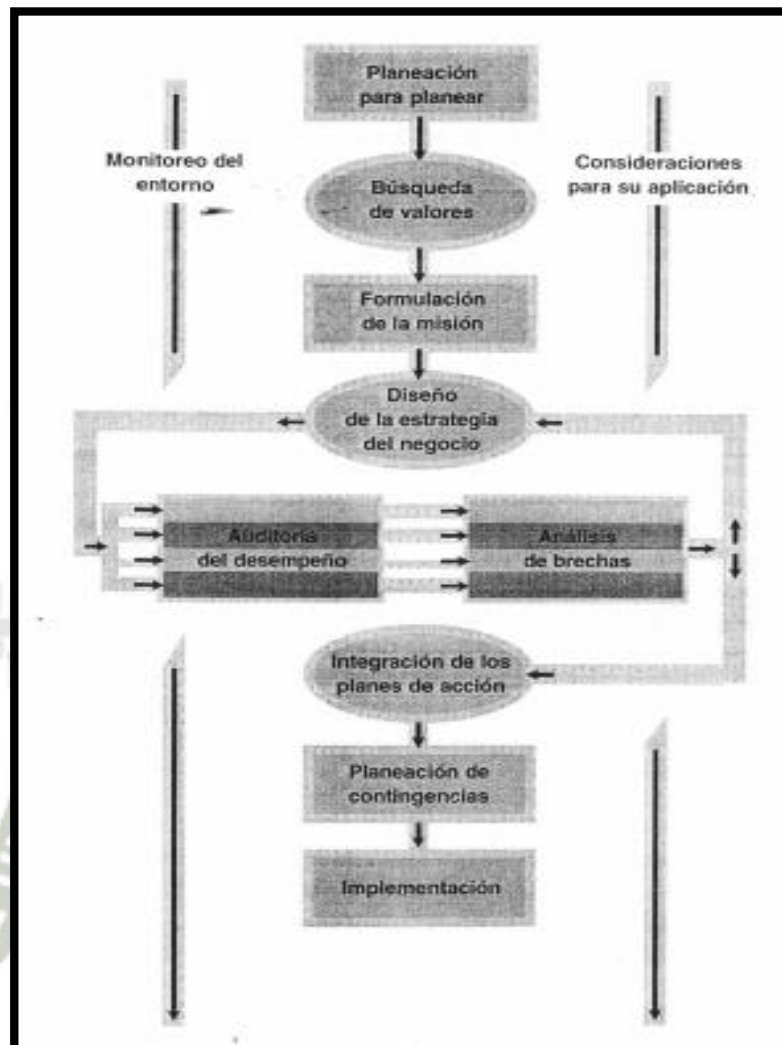 Planeación
para planear
Monitoreo del
entorno
Consideraciones
para su aplicación
Búsqueda
de valores
Formulación
de la misión
Diseño
de la estrategia
del negocio
Auditoría
del desempeño
Análisis
de brechas
Integración de los
planes de acción
Planeación de
contingencias
Implementación